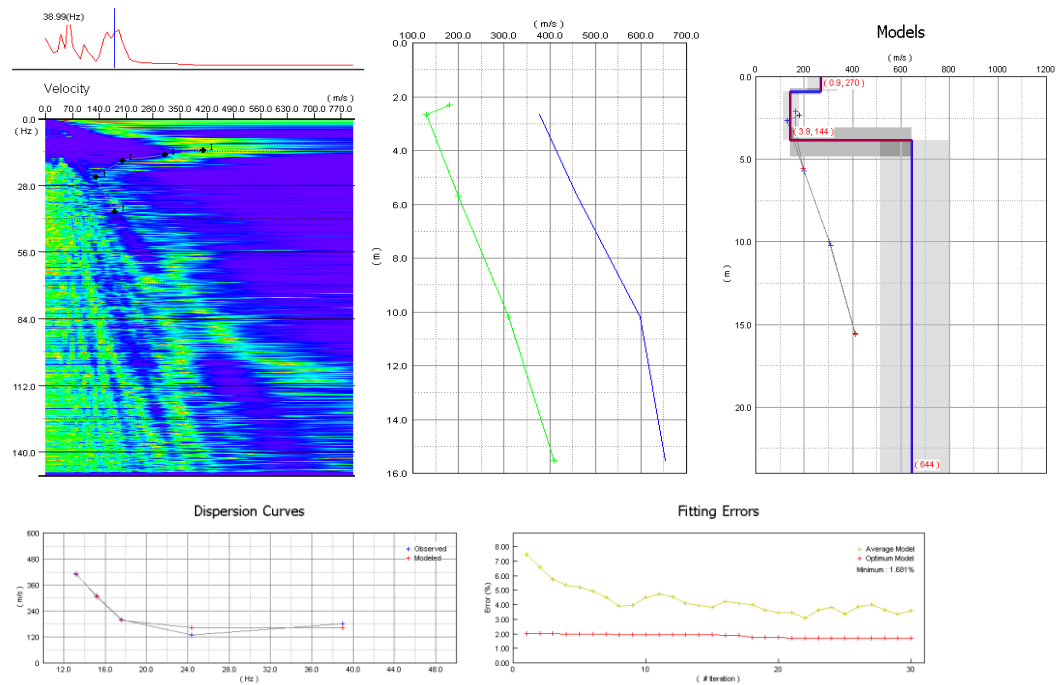 38.99(Hz)
Velocity
( m/s )
0.0 70.0 140.0 210.0 280.0 350.0 420.0 490.0 560.0 630.0 700.0 770.0
0.0
( Hz )
28.0
56.0
84.0
112.0
140.0
( m/s )
100.0 200.0 300.0 400.0 500.0 600.0 700.0
0.0
2.0
4.0
6.0
( m )
8.0
10.0
12.0
14.0
16.0
Models
( m/s )
0 200 400 600 800 1000 1200
0.0
( 0.9, 270 )
( 3.9, 144 )
5.0
( m )
10.0
15.0
20.0
( 644 )
Dispersion Curves
600
480
360
240
120
0
( m/s )
Observed
Modeled
12.0 16.0 20.0 24.0 28.0 32.0 36.0 40.0 44.0 48.0
( Hz )
Fitting Errors
8.00
7.00
6.00
5.00
4.00
3.00
2.00
1.00
0.00
Error (%)
Average Model
Optimum Model
Minimum : 1.681%
0 10 20 30
( # Iteration )